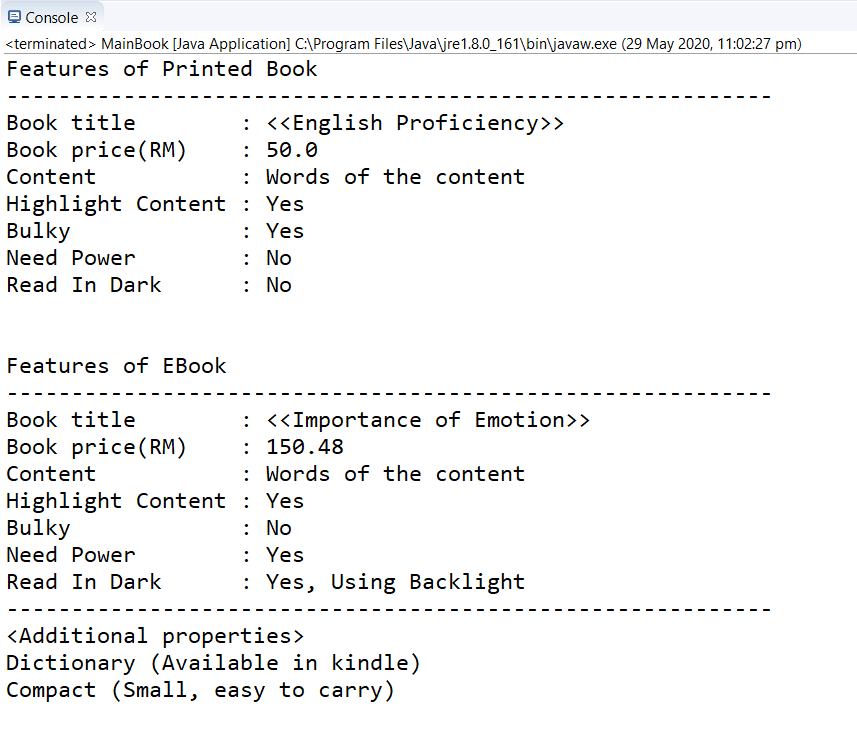 Console
<terminated> MainBook [Java Application] C:\Program Files\Java\jre1.8.0_161\bin\javaw.exe (29 May 2020, 11:02:27 pm)
Features of Printed Book
-----------------------------------------------------------
Book title        : <<English Proficiency>>
Book price(RM)    : 50.0
Content           : Words of the content
Highlight Content : Yes
Bulky             : Yes
Need Power        : No
Read In Dark      : No
Features of EBook
-----------------------------------------------------------
Book title        : <<Importance of Emotion>>
Book price(RM)    : 150.48
Content           : Words of the content
Highlight Content : Yes
Bulky             : No
Need Power        : Yes
Read In Dark      : Yes, Using Backlight
-----------------------------------------------------------
<Additional properties>
Dictionary (Available in kindle)
Compact (Small, easy to carry)